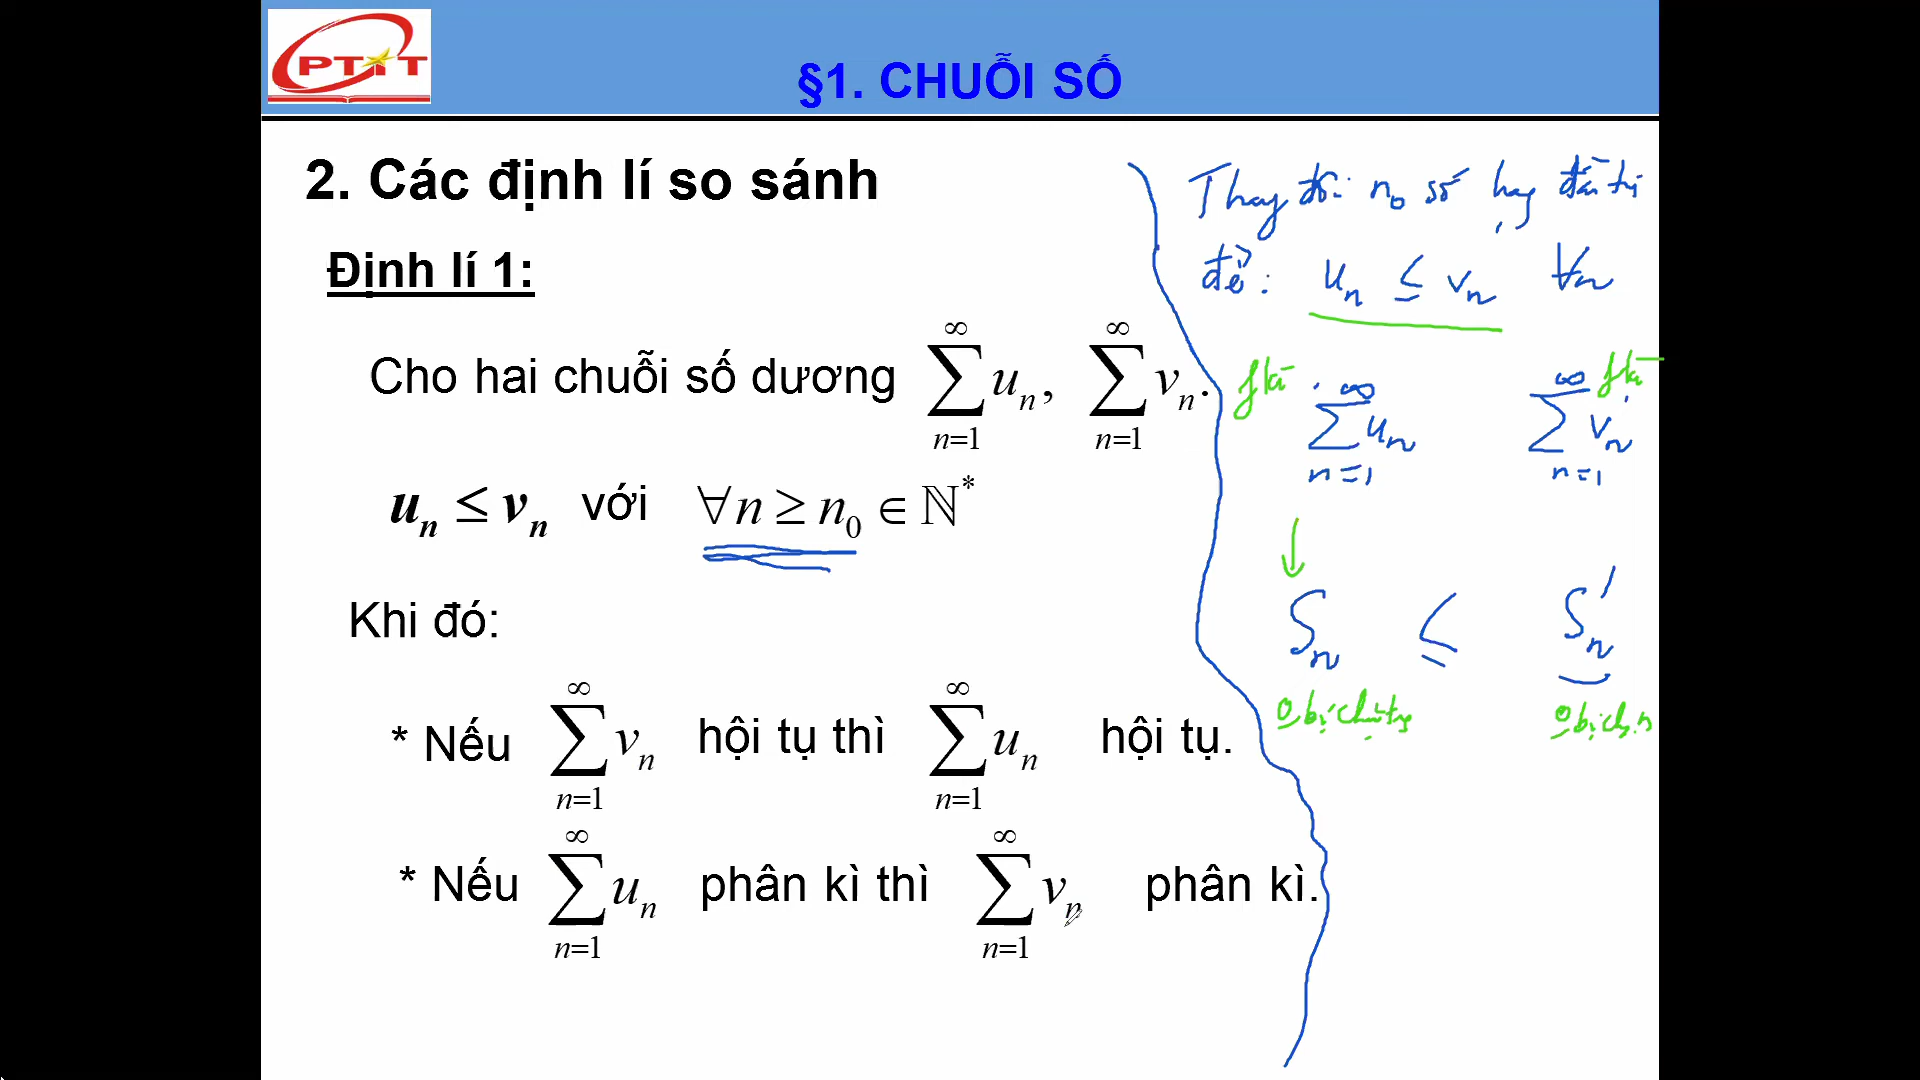 PTIT
§1. CHUỖI SỐ
2. Các định lí so sánh
Định lí 1:
Cho hai chuỗi số dương ∑_{n=1}^{∞} u_n, ∑_{n=1}^{∞} v_n.
u_n ≤ v_n với ∀n ≥ n_0 ∈ ℕ*
Khi đó:
* Nếu ∑_{n=1}^{∞} v_n hội tụ thì ∑_{n=1}^{∞} u_n hội tụ.
* Nếu ∑_{n=1}^{∞} u_n phân kì thì ∑_{n=1}^{∞} v_n phân kì.
Thay đổi n_0 số hạng đầu tiên
để: u_n ≤ v_n ∀n
∑_{n=1}^{∞} u_n ∑_{n=1}^{∞} v_n
S_n ≤ S'_n